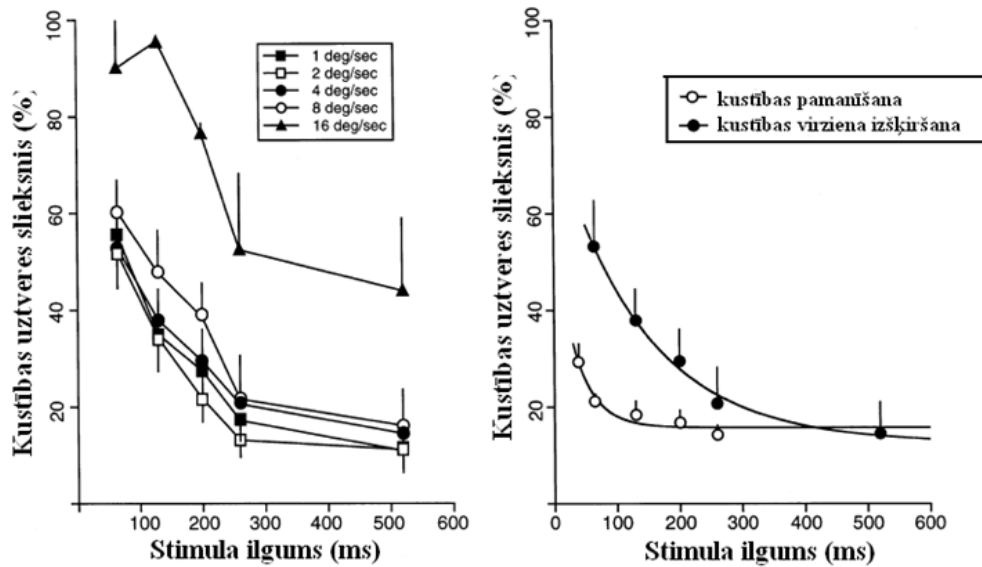 Kustības uztveres slieksnis (%)
100
80
60
40
20
1 deg/sec
2 deg/sec
4 deg/sec
8 deg/sec
16 deg/sec
100 200 300 400 500 600
Stimula ilgums (ms)
Kustības uztveres slieksnis (%)
100
80
60
40
20
kustības pamanīšana
kustības virziena izšķiršana
0 100 200 300 400 500 600
Stimula ilgums (ms)